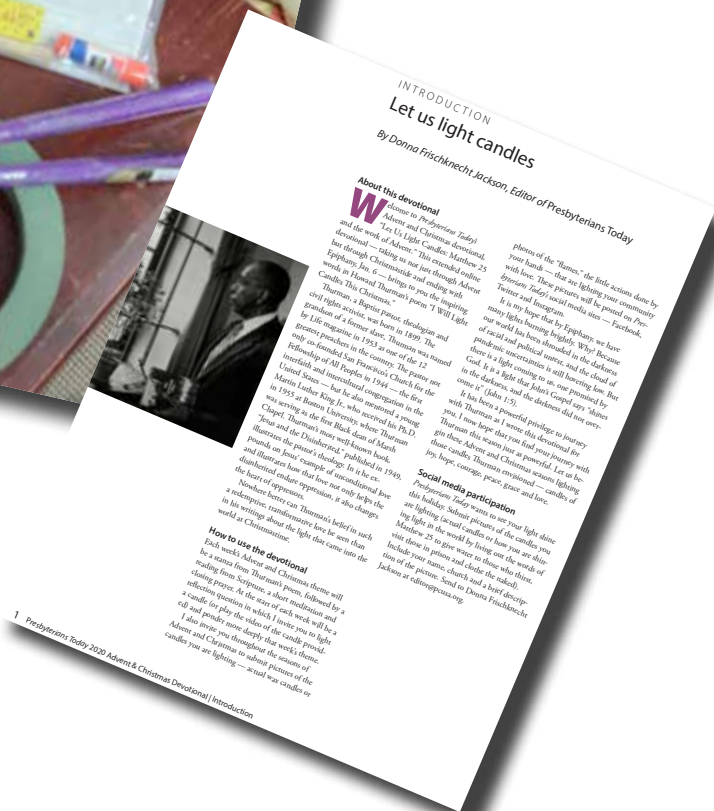 INTRODUCTION
Let us light candles
By Donna Frischknecht Jackson, Editor of Presbyterians Today
About this devotional
Welcome to Presbyterians Today's
Advent and Christmas devotional,
"Let Us Light Candles: Matthew 25
and the work of Advent." This extended online
devotional — taking us not just through Advent
but through Christmastide and ending with
Epiphany, Jan. 6 — brings to you the inspiring
words in Howard Thurman's poem "I Will Light
Candles This Christmas."
Thurman, a Baptist pastor, theologian and
civil rights activist, was born in 1899. The
grandson of a former slave, Thurman was named
by Life magazine in 1953 as one of the 12
greatest preachers in the country. The pastor not
only co-founded San Francisco's Church for the
Fellowship of All Peoples in 1944 — the first
interfaith and intercultural congregation in the
United States — but he also mentored a young
Martin Luther King Jr., who received his Ph.D.
in 1955 at Boston University, where Thurman
was serving as the first Black dean of Marsh
Chapel. Thurman's most well-known book,
"Jesus and the Disinherited," published in 1949,
illustrates the pastor's theology. In it he ex-
pounds on Jesus' example of unconditional love
and illustrates how that love not only helps the
disinherited endure oppression, it also changes
the heart of oppressors.
Nowhere better can Thurman's belief in such
a redemptive, transformative love be seen than
in his writings about the light that came into the
world at Christmastime.
How to use the devotional
Each week's Advent and Christmas theme will
be a stanza from Thurman's poem, followed by a
reading from Scripture, a short meditation and
closing prayer. At the start of each week will be a
reflection question in which I invite you to light
a candle (or play the video of the candle provid-
ed) and ponder more deeply that week's theme.
I also invite you throughout the seasons of
Advent and Christmas to submit pictures of the
candles you are lighting — actual wax candles or
photos of the "flames," the little actions done by
your hands — that are lighting your community
with love. These pictures will be posted on Pres-
byterians Today's social media sites — Facebook,
Twitter and Instagram.
It is my hope that by Epiphany, we have
many lights burning brightly. Why? Because
our world has been shrouded in the darkness
of racial and political unrest, and the cloud of
pandemic uncertainties is still hovering low. But
there is a light coming to us, one promised by
God. It is a light that John's Gospel says "shines
in the darkness, and the darkness did not over-
come it" (John 1:5).
It has been a powerful privilege to journey
with Thurman as I wrote this devotional for
you. I now hope that you find your journey with
Thurman this season just as powerful. Let us be-
gin these Advent and Christmas seasons lighting
those candles Thurman envisioned — candles of
joy, hope, courage, peace, grace and love.
Social media participation
Presbyterians Today wants to see your light shine
this holiday. Submit pictures of the candles you
are lighting (actual candles or how you are shin-
ing light in the world by living out the words of
Matthew 25 to give water to those who thirst,
visit those in prison and clothe the naked).
Include your name, church and a brief descrip-
tion of the picture. Send to Donna Frischknecht
Jackson at editor@pcusa.org.
1 Presbyterians Today 2020 Advent & Christmas Devotional | Introduction